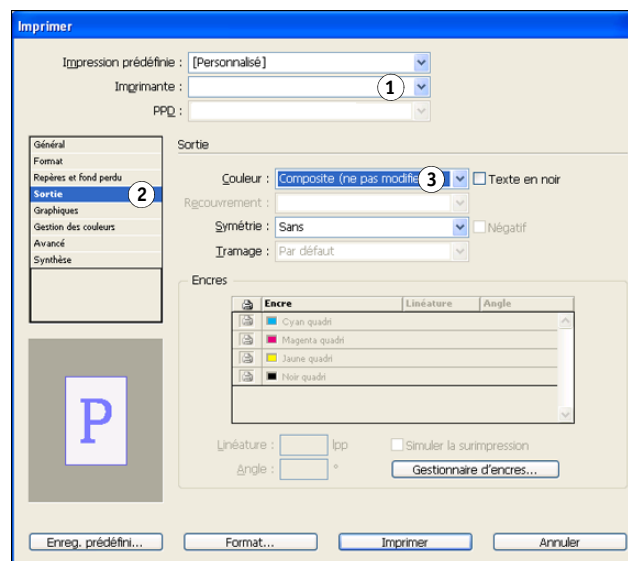 Imprimer
Impression prédéfinie : [Personnalisé]
Imprimante : 1
PPD :
Général
Format
Repères et fond perdu
Sortie 2
Graphiques
Gestion des couleurs
Avancé
Synthèse
P
Sortie
Couleur : Composite (ne pas modifie 3 Texte en noir
Recouvrement :
Symétrie : Sans Négatif
Tramage : Par défaut
Encres
Encre Linéature Angle
Cyan quadri
Magenta quadri
Jaune quadri
Noir quadri
Linéature : lpp Simuler la surimpression
Angle : ° Gestionnaire d'encres...
Enreg. prédéfini... Format... Imprimer Annuler